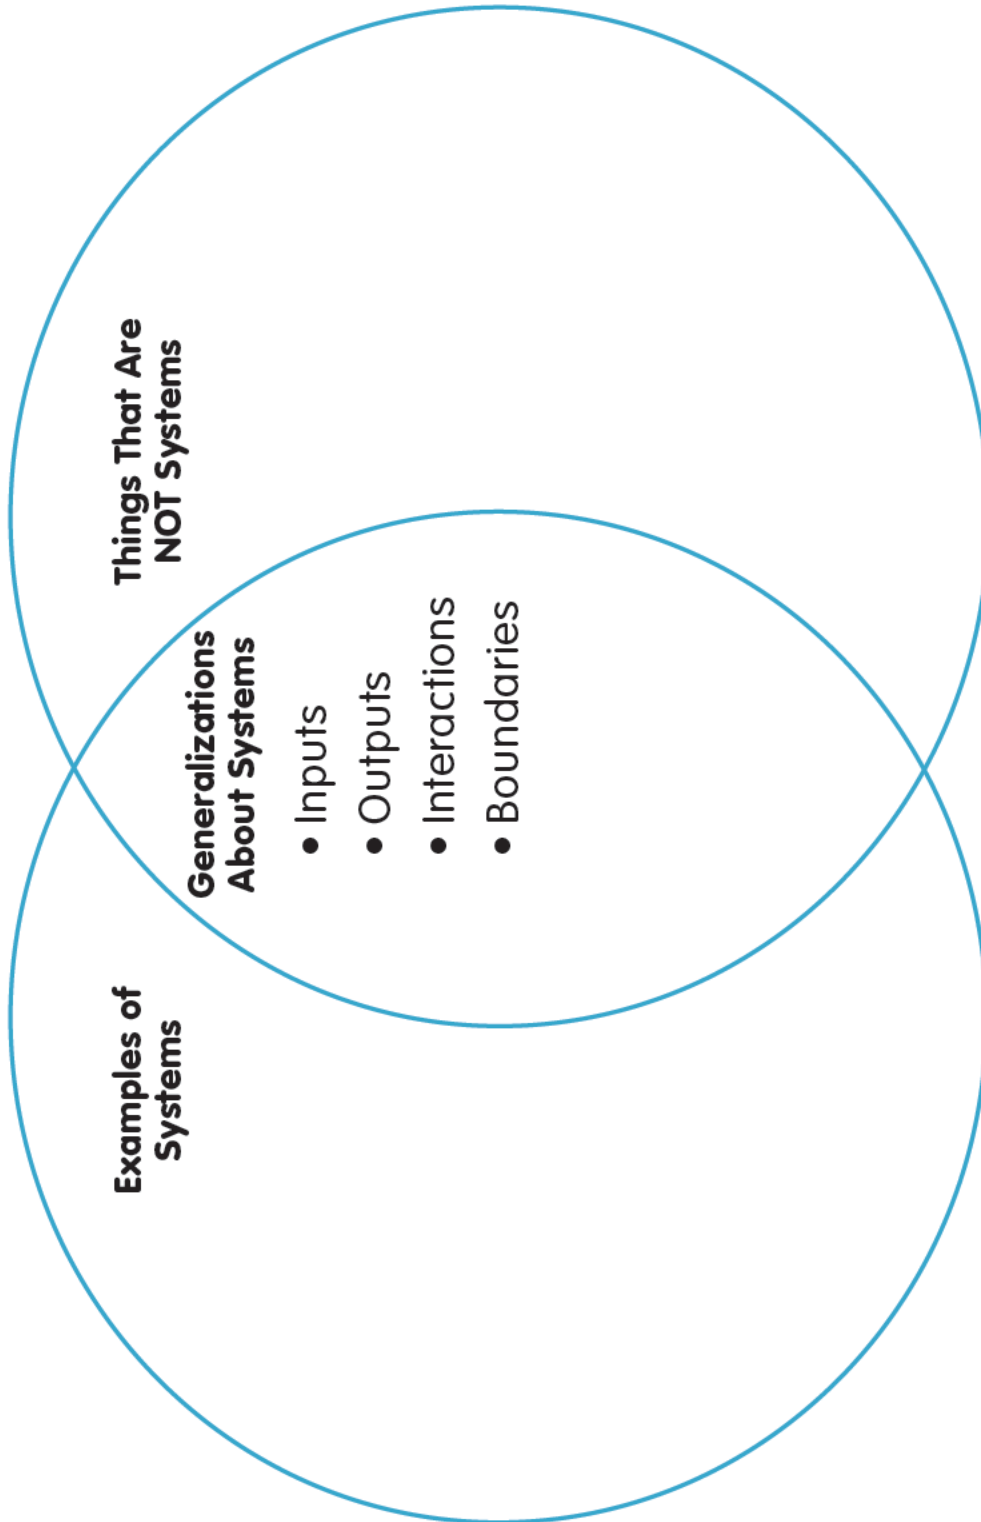 Examples of
Systems
Generalizations
About Systems
• Inputs
• Outputs
• Interactions
• Boundaries
Things That Are
NOT Systems